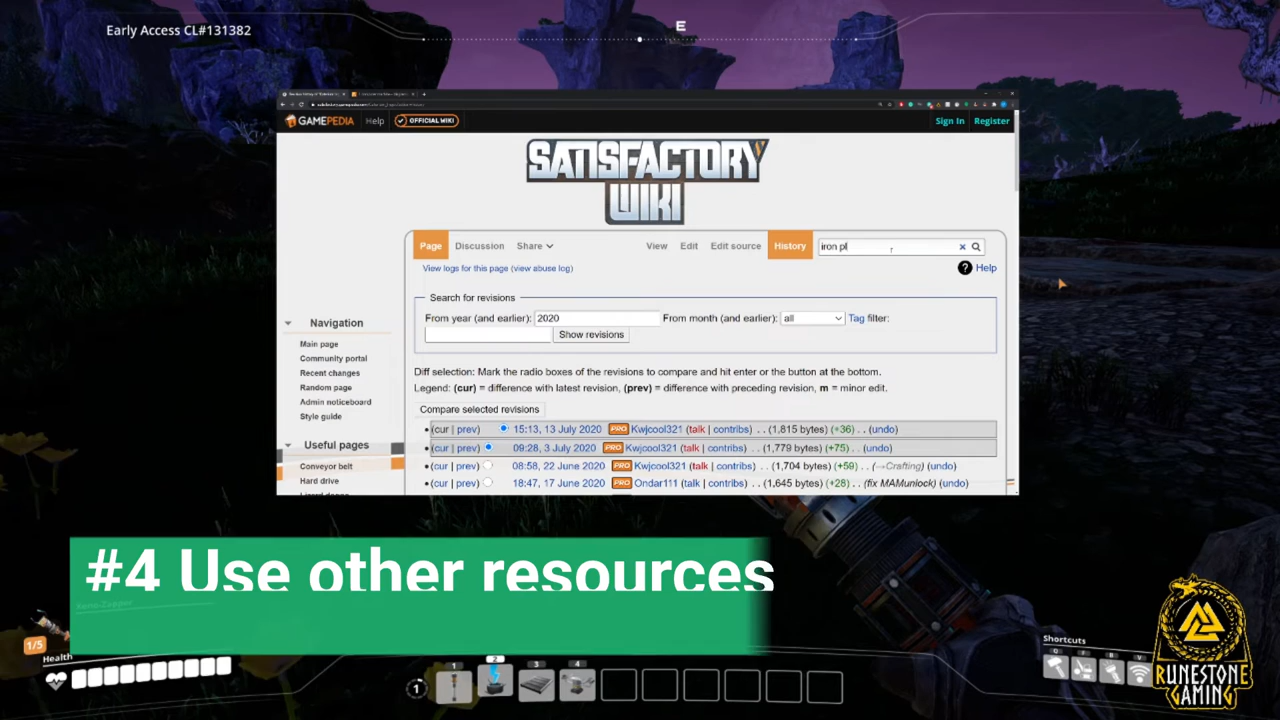 Early Access CL#131382
E
GAMEPEDIA Help OFFICIAL WIKI Sign In Register
SATISFACTORY
WIKI
Page Discussion Share View Edit Edit source History iron pl
View logs for this page (view abuse log) ? Help
Search for revisions
From year (and earlier): 2020 From month (and earlier): all Tag filter:
Show revisions
Navigation
Main page
Community portal
Recent changes
Random page
Admin noticeboard
Style guide
Useful pages
Conveyor belt
Hard drive
Diff selection: Mark the radio boxes of the revisions to compare and hit enter or the button at the bottom.
Legend: (cur) = difference with latest revision, (prev) = difference with preceding revision, m = minor edit.
Compare selected revisions
(cur | prev) 15:13, 13 July 2020 PRO Kwjcool321 (talk | contribs) . . (1,815 bytes) (+36) . . (undo)
(cur | prev) 09:28, 3 July 2020 PRO Kwjcool321 (talk | contribs) . . (1,779 bytes) (+75) . . (undo)
(cur | prev) 08:58, 22 June 2020 PRO Kwjcool321 (talk | contribs) . . (1,704 bytes) (+59) . . (→Crafting) (undo)
(cur | prev) 18:47, 17 June 2020 PRO Ondar111 (talk | contribs) . . (1,645 bytes) (+28) . . (fix MAMunlock) (undo)
#4 Use other resources
Xeno-Zapper
1/5
Health
1
1 2 3 4
Shortcuts
Q F R V
RUNESTONE
GAMING